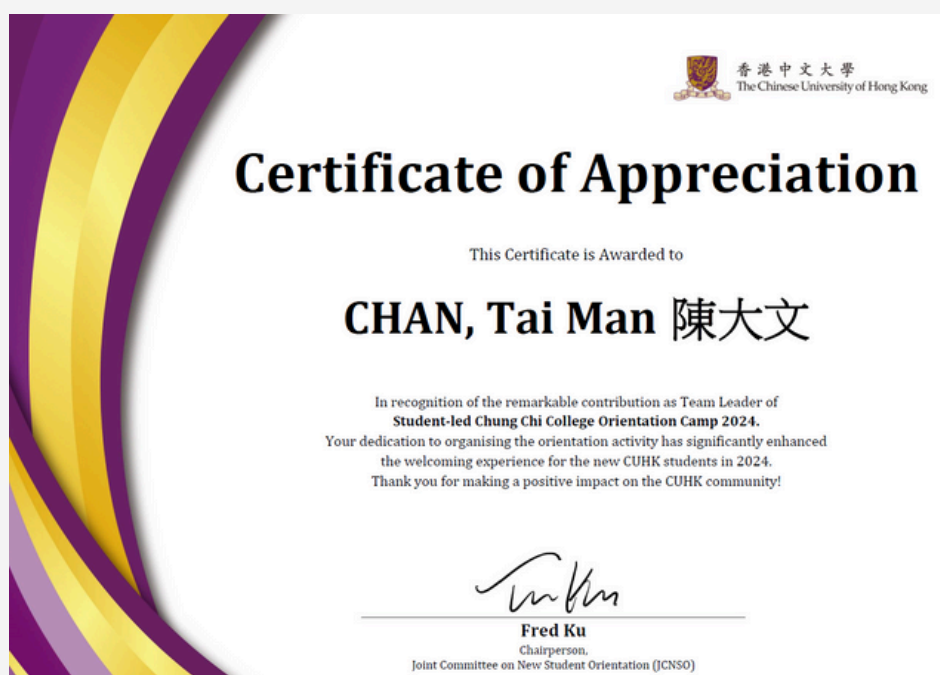 香港中文大學
The Chinese University of Hong Kong
Certificate of Appreciation
This Certificate is Awarded to
CHAN, Tai Man 陳大文
In recognition of the remarkable contribution as Team Leader of
Student-led Chung Chi College Orientation Camp 2024.
Your dedication to organising the orientation activity has significantly enhanced
the welcoming experience for the new CUHK students in 2024.
Thank you for making a positive impact on the CUHK community!
Fred Ku
Chairperson,
Joint Committee on New Student Orientation (JCNSO)